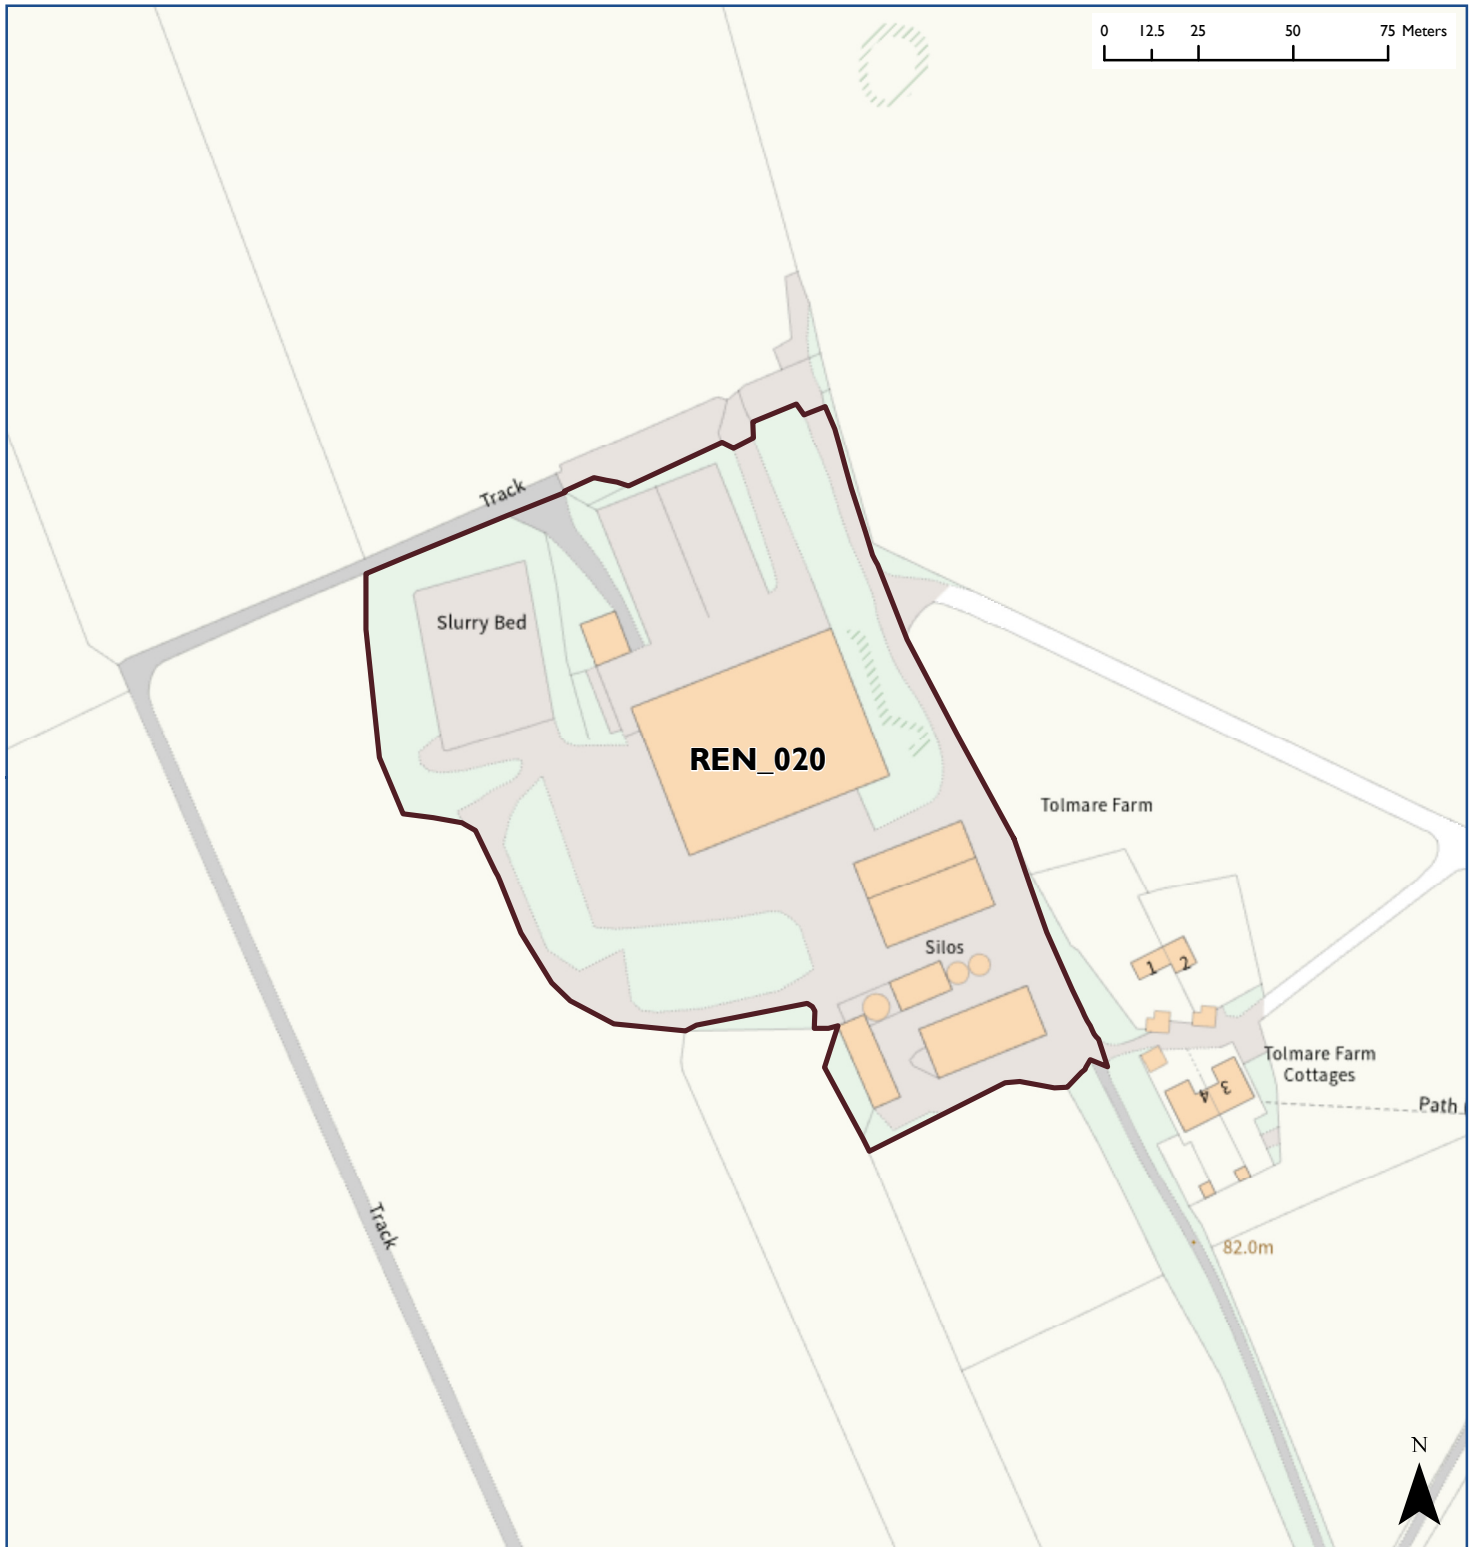 0 12.5 25 50 75 Meters
Track
Slurry Bed
REN_020
Tolmare Farm
Silos
1 2
Tolmare Farm
Cottages
4 3
Path
Track
82.0m
N